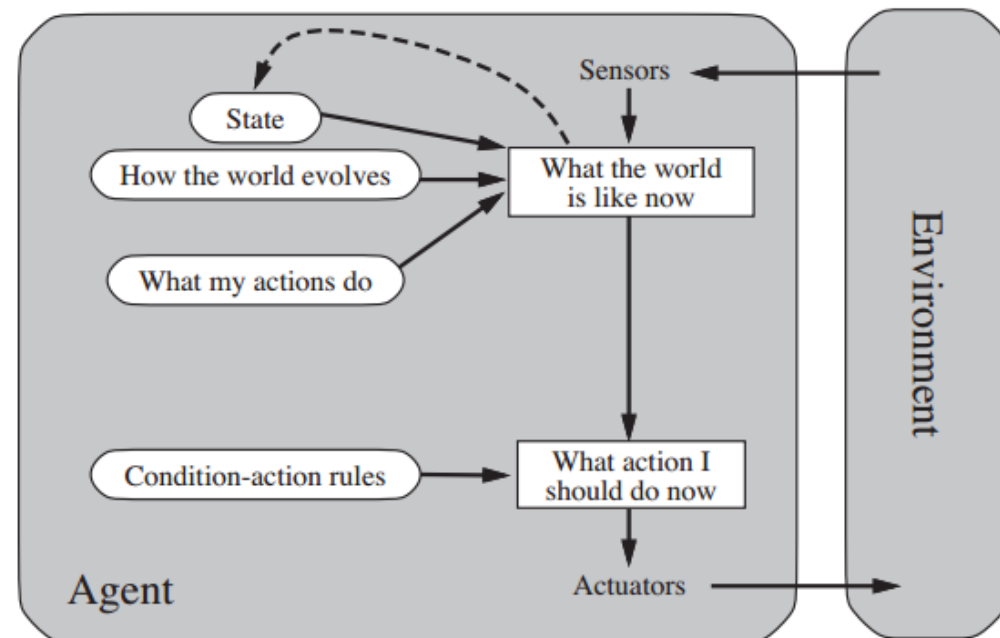 Sensors
State
What the world
is like now
How the world evolves
What my actions do
Environment
Condition-action rules
What action I
should do now
Agent
Actuators